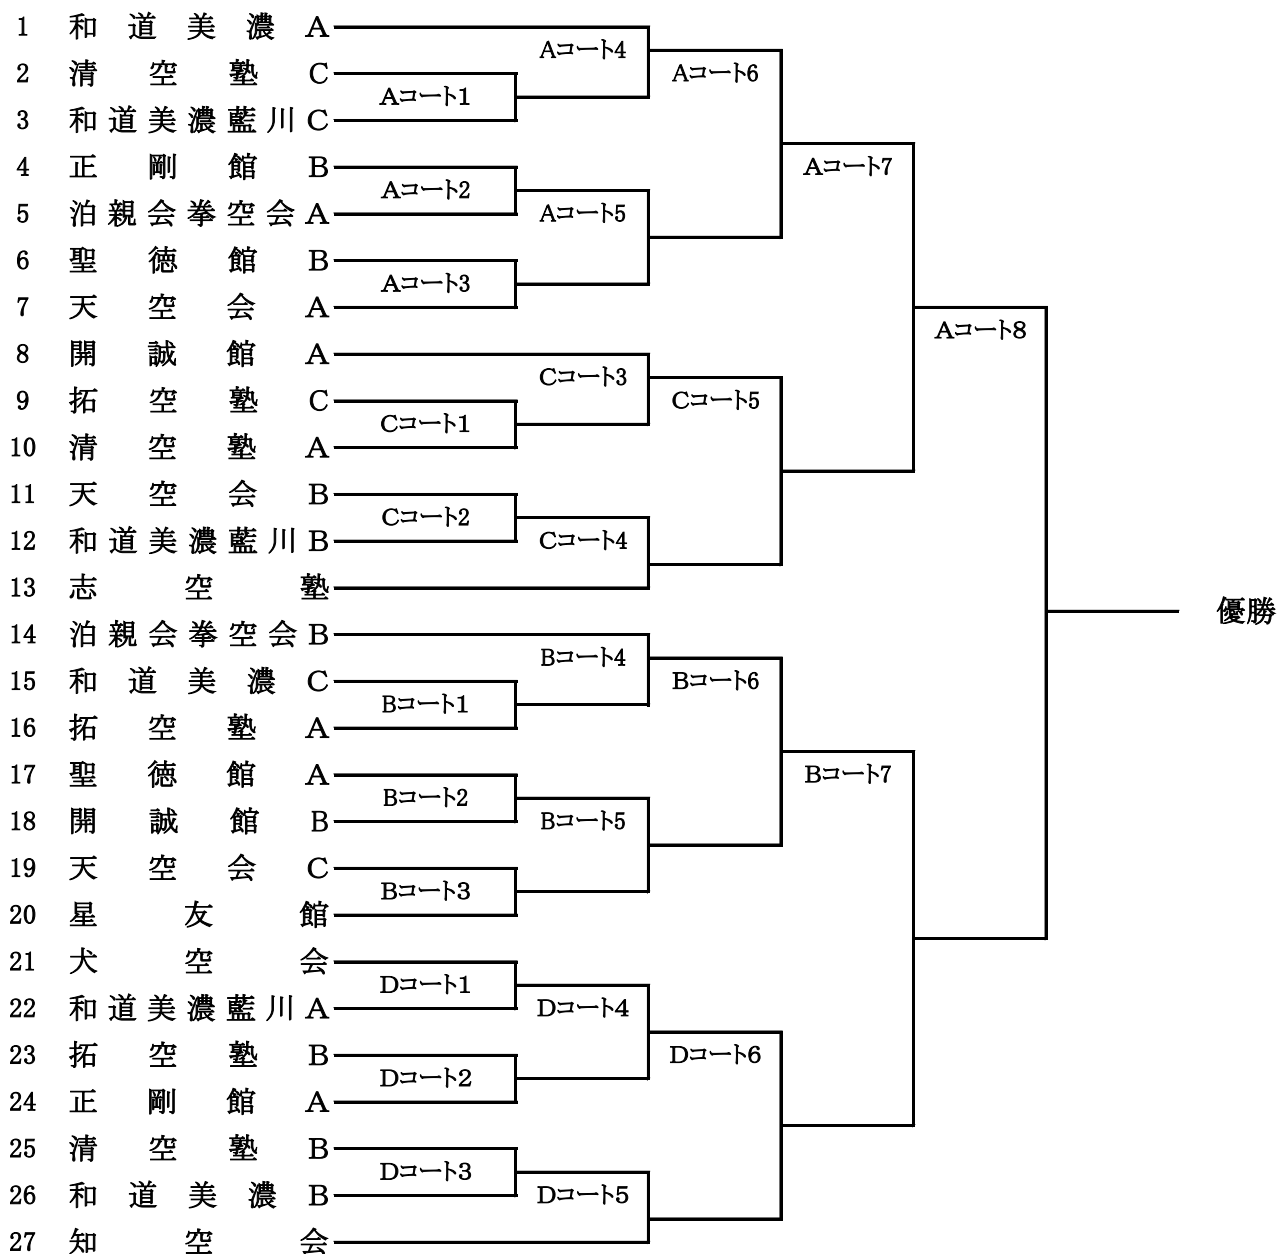 1 和道美濃 A
Aコート4
2 清空塾 C
Aコート6
Aコート1
3 和道美濃藍川 C
4 正剛館 B
Aコート7
Aコート2
5 泊親会拳空会 A
Aコート5
6 聖徳館 B
Aコート3
7 天空会 A
Aコート8
8 開誠館 A
Cコート3
9 拓空塾 C
Cコート5
Cコート1
10 清空塾 A
11 天空会 B
Cコート2
12 和道美濃藍川 B
Cコート4
13 志空塾
優勝
14 泊親会拳空会 B
Bコート4
15 和道美濃 C
Bコート6
Bコート1
16 拓空塾 A
17 聖徳館 A
Bコート7
Bコート2
18 開誠館 B
Bコート5
19 天空会 C
Bコート3
20 星友館
21 犬空会
Dコート1
22 和道美濃藍川 A
Dコート4
23 拓空塾 B
Dコート6
Dコート2
24 正剛館 A
25 清空塾 B
Dコート3
26 和道美濃 B
Dコート5
27 知空会